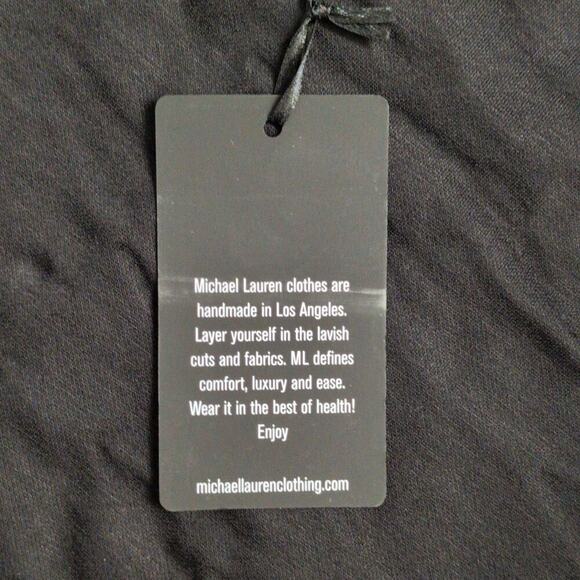 Michael Lauren clothes are
handmade in Los Angeles.
Layer yourself in the lavish
cuts and fabrics. ML defines
comfort, luxury and ease.
Wear it in the best of health!
Enjoy
michaellaurenclothing.com